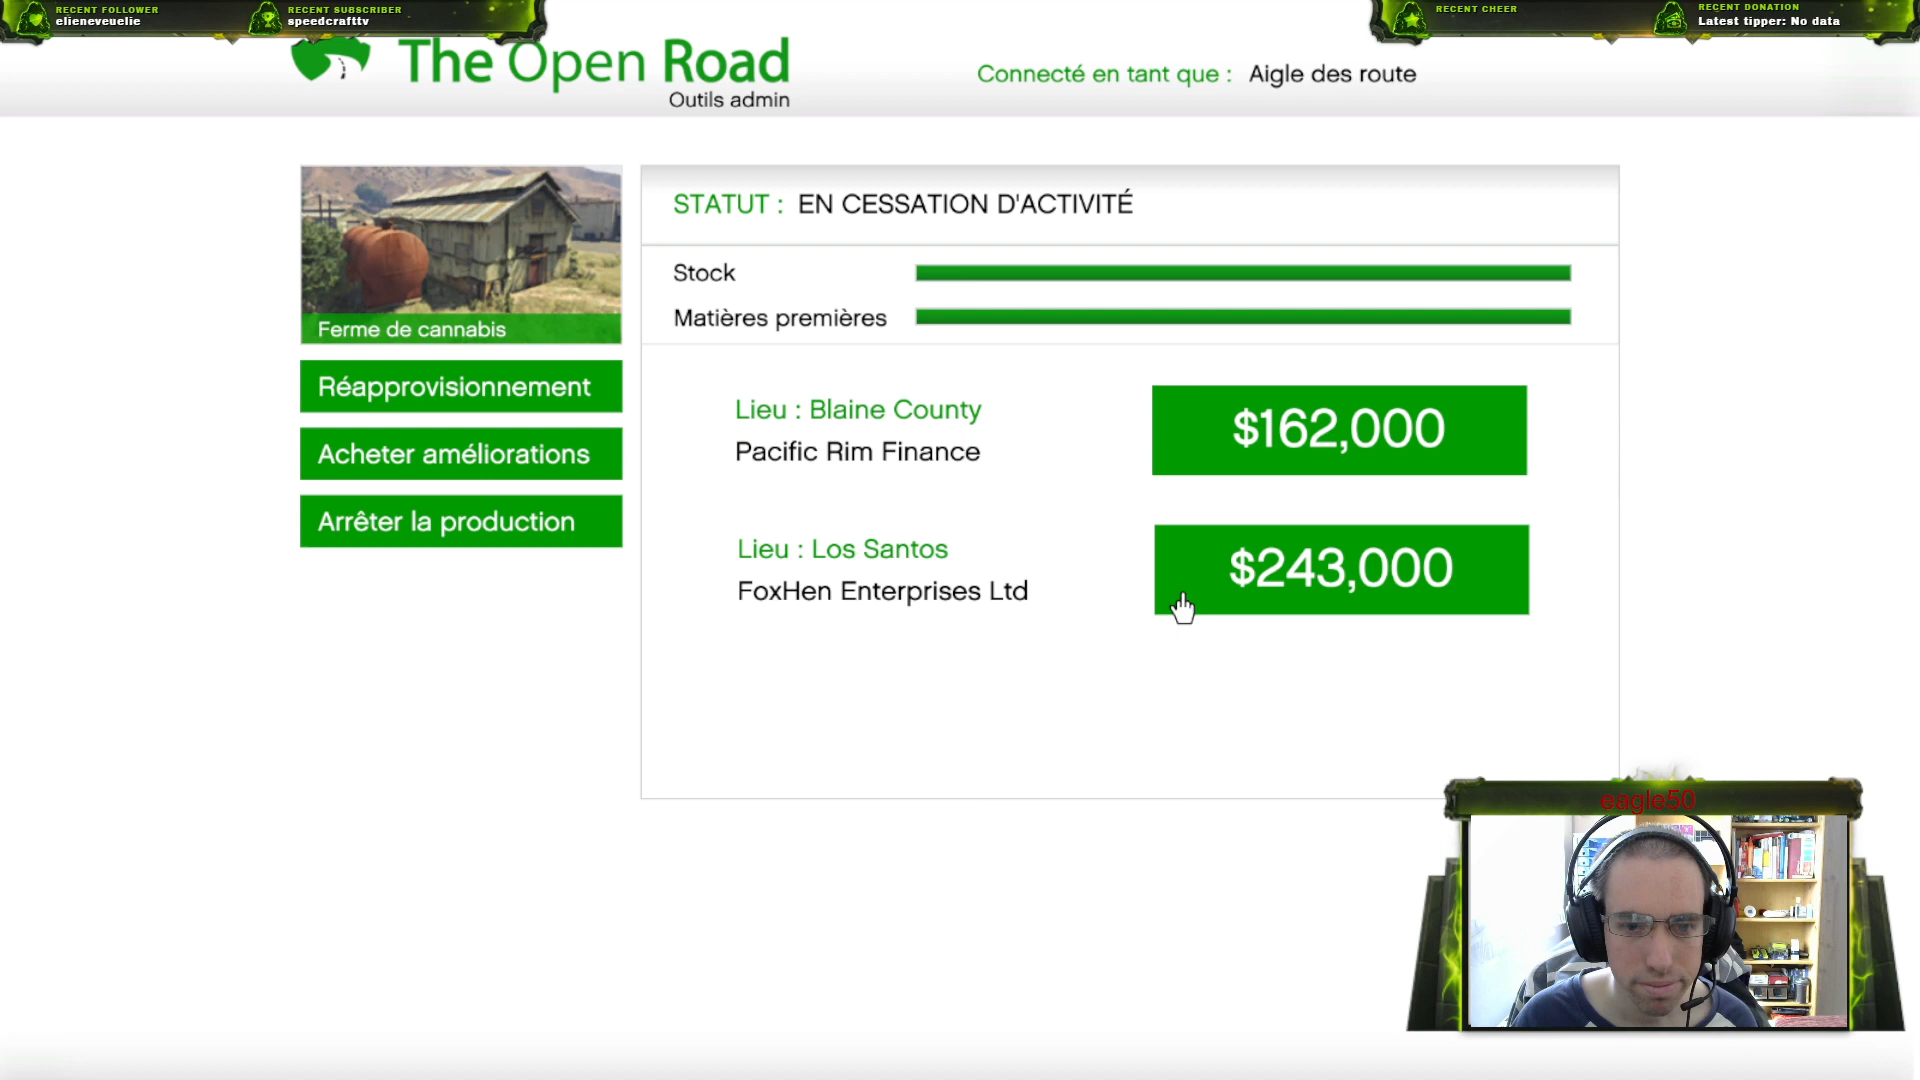 RECENT FOLLOWER
elieneveuelie
RECENT SUBSCRIBER
speedcrafttv
RECENT CHEER
RECENT DONATION
Latest tipper: No data
The Open Road
Outils admin
Connecté en tant que : Aigle des route
Ferme de cannabis
Réapprovisionnement
Acheter améliorations
Arrêter la production
STATUT : EN CESSATION D'ACTIVITÉ
Stock
Matières premières
Lieu : Blaine County
Pacific Rim Finance
$162,000
Lieu : Los Santos
FoxHen Enterprises Ltd
$243,000
eagle50